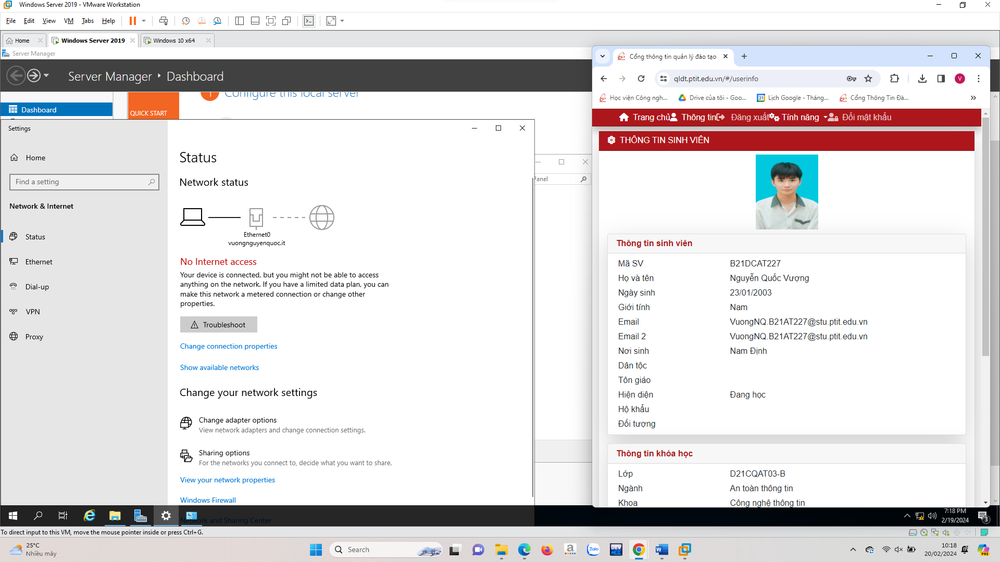 Windows Server 2019 - VMware Workstation
File Edit View VM Tabs Help
Home Windows Server 2019 Windows 10 x64
Server Manager
Server Manager ‣ Dashboard
Configure this local server
Dashboard
QUICK START
Settings
Home
Find a setting
Network & Internet
Status
Ethernet
Dial-up
VPN
Proxy
Status
Network status
Ethernet0
vuongnguyenquoc.it
No Internet access
Your device is connected, but you might not be able to access
anything on the network. If you have a limited data plan, you can
make this network a metered connection or change other
properties.
Troubleshoot
Change connection properties
Show available networks
Change your network settings
Change adapter options
View network adapters and change connection settings.
Sharing options
For the networks you connect to, decide what you want to share.
View your network properties
Windows Firewall
Network and Sharing Center
Panel
Cổng thông tin quản lý đào tạo
qldt.ptit.edu.vn/#/userinfo
V
Học viện Công ngh... Drive của tôi - Goo... 31 Lịch Google - Tháng... Cổng Thông Tin Đà...
Trang chủ Thông tin Đăng xuất Tính năng Đổi mật khẩu
THÔNG TIN SINH VIÊN
Thông tin sinh viên
Mã SV B21DCAT227
Họ và tên Nguyễn Quốc Vượng
Ngày sinh 23/01/2003
Giới tính Nam
Email VuongNQ.B21AT227@stu.ptit.edu.vn
Email 2 VuongNQ.B21AT227@stu.ptit.edu.vn
Nơi sinh Nam Định
Dân tộc
Tôn giáo
Hiện diện Đang học
Hộ khẩu
Đối tượng
Thông tin khóa học
Lớp D21CQAT03-B
Ngành An toàn thông tin
Khoa Công nghệ thông tin
7:18 PM
2/19/2024
3
To direct input to this VM, move the mouse pointer inside or press Ctrl+G.
25°C
Nhiều mây
Search
a
Zalo
DEV
C++
W
10:18
20/02/2024
PRE